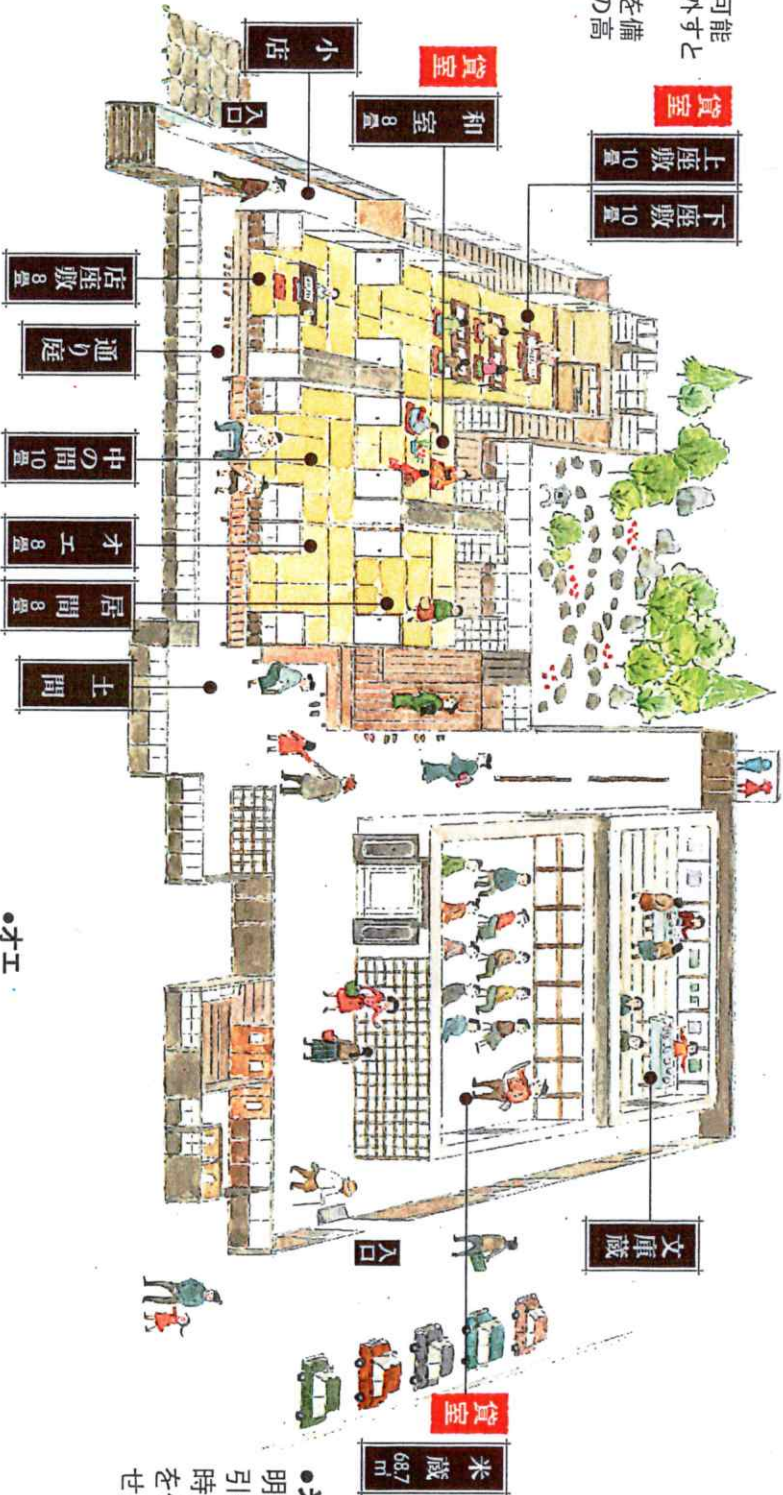 可能
外すと
を備
の高
貸室
上座敷 10畳
下座敷 10畳
貸室
和室 8畳
小店
入口
店座敷 8畳
通り庭
中の間 10畳
オエ 8畳
居間 8畳
土間
文庫蔵
入口
貸室
米蔵 68.7㎡
●オエ
明
引
時
を
せ